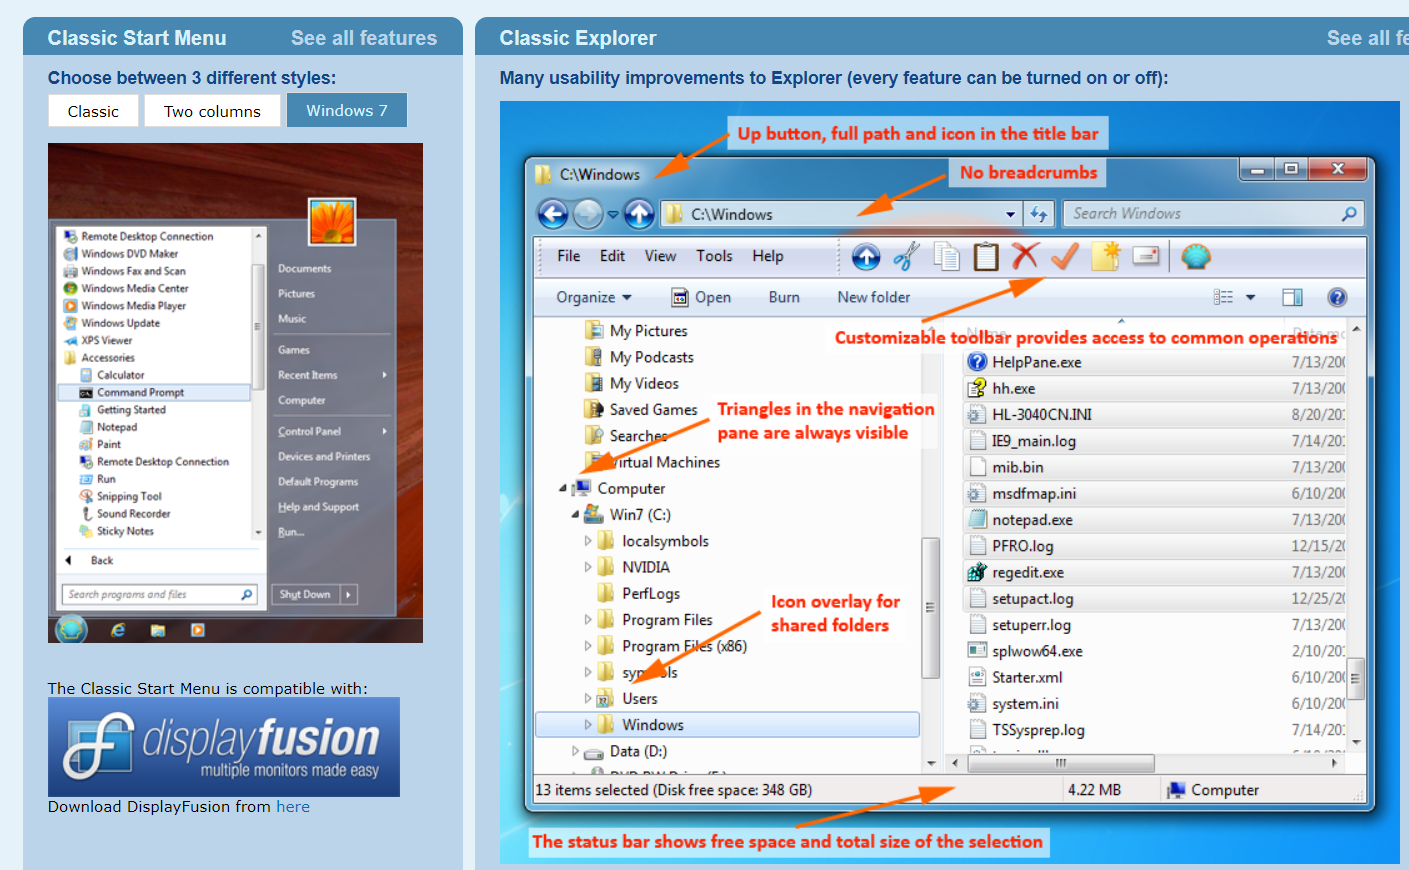 Classic Start Menu See all features
Choose between 3 different styles:
Classic Two columns Windows 7
Remote Desktop Connection
Windows DVD Maker
Windows Fax and Scan
Windows Media Center
Windows Media Player
Windows Update
XPS Viewer
Accessories
Calculator
Command Prompt
Getting Started
Notepad
Paint
Remote Desktop Connection
Run
Snipping Tool
Sound Recorder
Sticky Notes
Back
Search programs and files
Documents
Pictures
Music
Games
Recent Items
Computer
Control Panel
Devices and Printers
Default Programs
Help and Support
Run...
Shut Down
The Classic Start Menu is compatible with:
displayfusion
multiple monitors made easy
Download DisplayFusion from here
Classic Explorer See all
Many usability improvements to Explorer (every feature can be turned on or off):
Up button, full path and icon in the title bar
C:\Windows
No breadcrumbs
C:\Windows
Search Windows
File Edit View Tools Help
Organize Open Burn New folder
Customizable toolbar provides access to common operations
My Pictures
My Podcasts
My Videos
Saved Games
Searches
Virtual Machines
Triangles in the navigation
pane are always visible
Computer
Win7 (C:)
localsymbols
NVIDIA
PerfLogs
Program Files
Program Files (x86)
symbols
Users
Windows
Data (D:)
Icon overlay for
shared folders
Name Date
HelpPane.exe 7/13/200
hh.exe 7/13/200
HL-3040CN.INI 8/20/201
IE9_main.log 7/14/201
mib.bin 7/13/200
msdfmap.ini 6/10/200
notepad.exe 7/13/200
PFRO.log 12/15/20
regedit.exe 7/13/200
setupact.log 12/25/20
setuperr.log 7/13/200
splwow64.exe 2/10/201
Starter.xml 6/10/200
system.ini 6/10/200
TSSysprep.log 7/14/201
13 items selected (Disk free space: 348 GB) 4.22 MB Computer
The status bar shows free space and total size of the selection